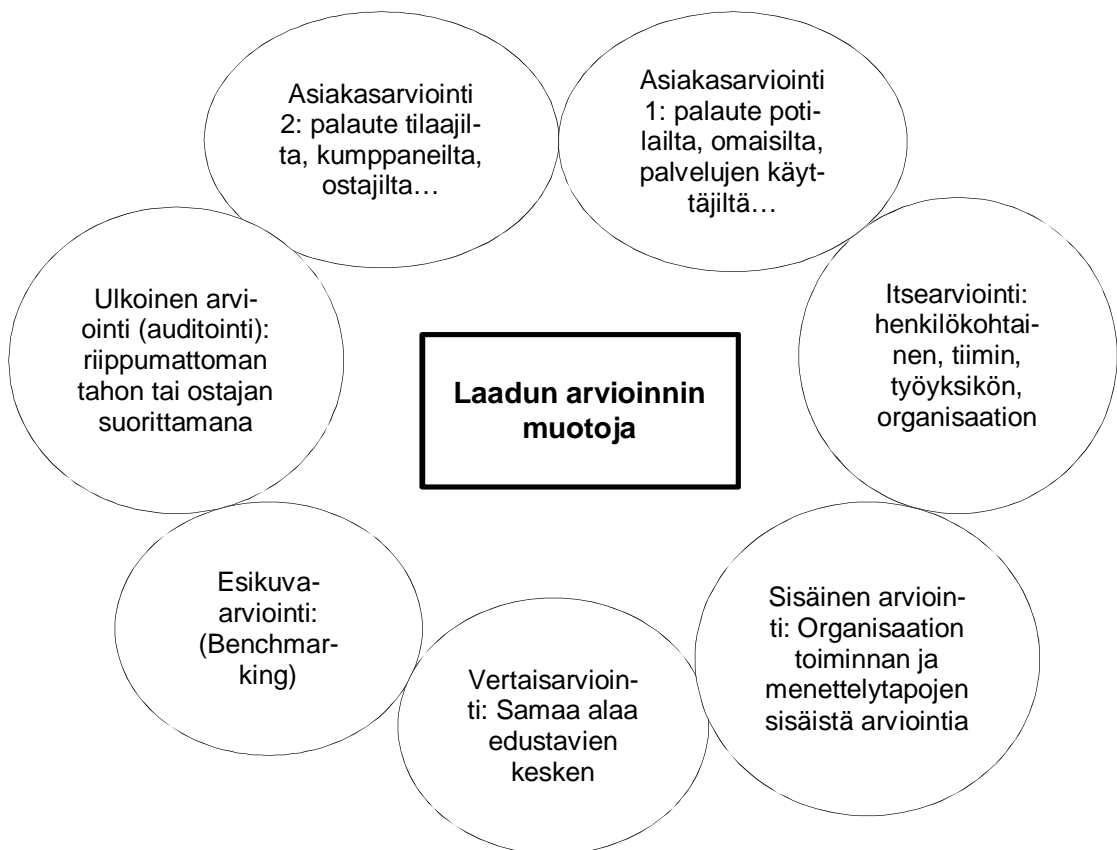 Asiakasarviointi
2: palaute tilaajil-
ta, kumppaneilta,
ostajilta…
Asiakasarviointi
1: palaute poti-
lailta, omaisilta,
palvelujen käyt-
täjiltä…
Ulkoinen arvi-
ointi (auditointi):
riippumattoman
tahon tai ostajan
suorittamana
Laadun arvioinnin
muotoja
Itsearviointi:
henkilökohtai-
nen, tiimin,
työyksikön,
organisaation
Esikuva-
arviointi:
(Benchmar-
king)
Vertaisarvioin-
ti: Samaa alaa
edustavien
kesken
Sisäinen arvioin-
ti: Organisaation
toiminnan ja
menettelytapojen
sisäistä arviointia